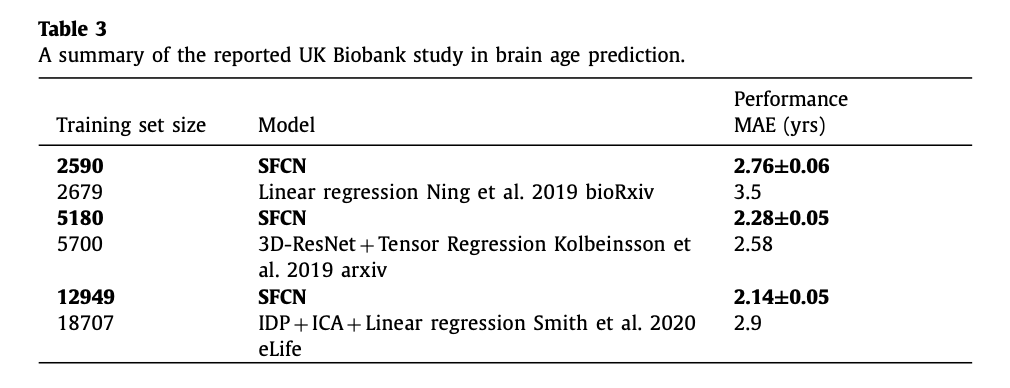 Table 3
A summary of the reported UK Biobank study in brain age prediction.
Performance
Training set size Model MAE (yrs)
2590 SFCN 2.76±0.06
2679 Linear regression Ning et al. 2019 bioRxiv 3.5
5180 SFCN 2.28±0.05
5700 3D-ResNet+Tensor Regression Kolbeinsson et 2.58
al. 2019 arxiv
12949 SFCN 2.14±0.05
18707 IDP+ICA+Linear regression Smith et al. 2020 2.9
eLife